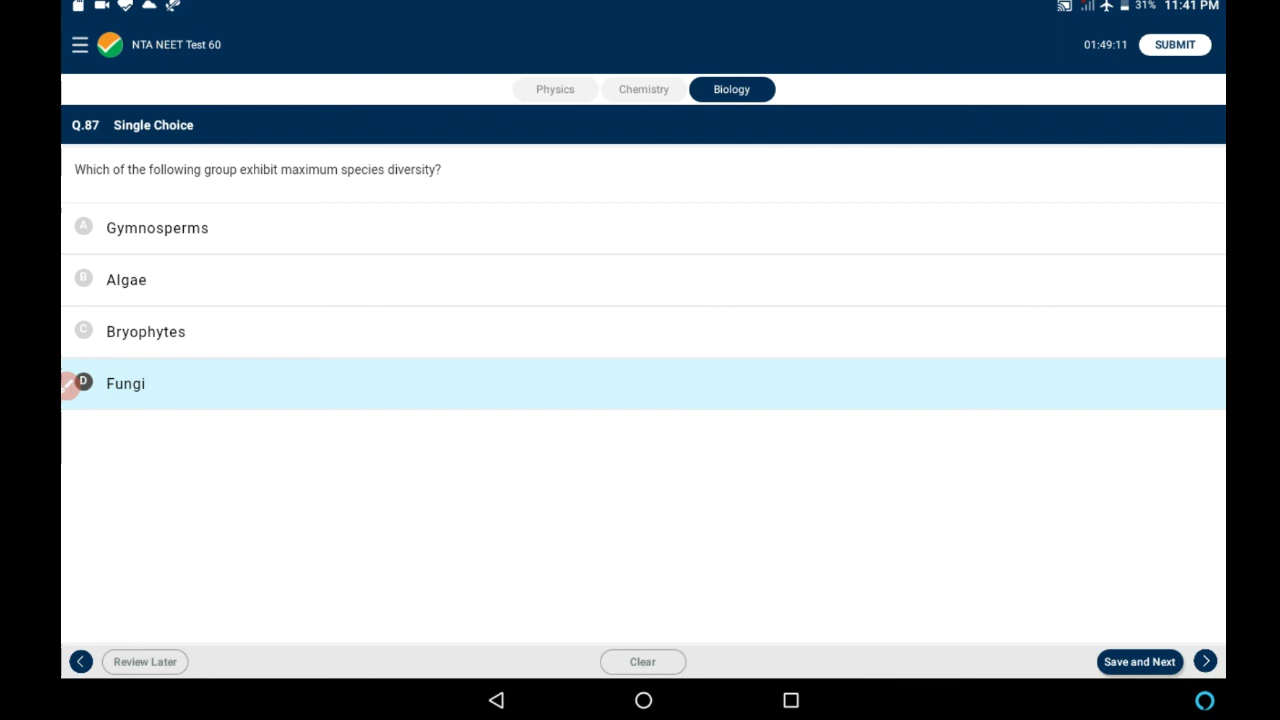 31% 11:41 PM
NTA NEET Test 60
01:49:11 SUBMIT
Physics Chemistry Biology
Q.87 Single Choice
Which of the following group exhibit maximum species diversity?
A Gymnosperms
B Algae
C Bryophytes
D Fungi
Review Later Clear Save and Next